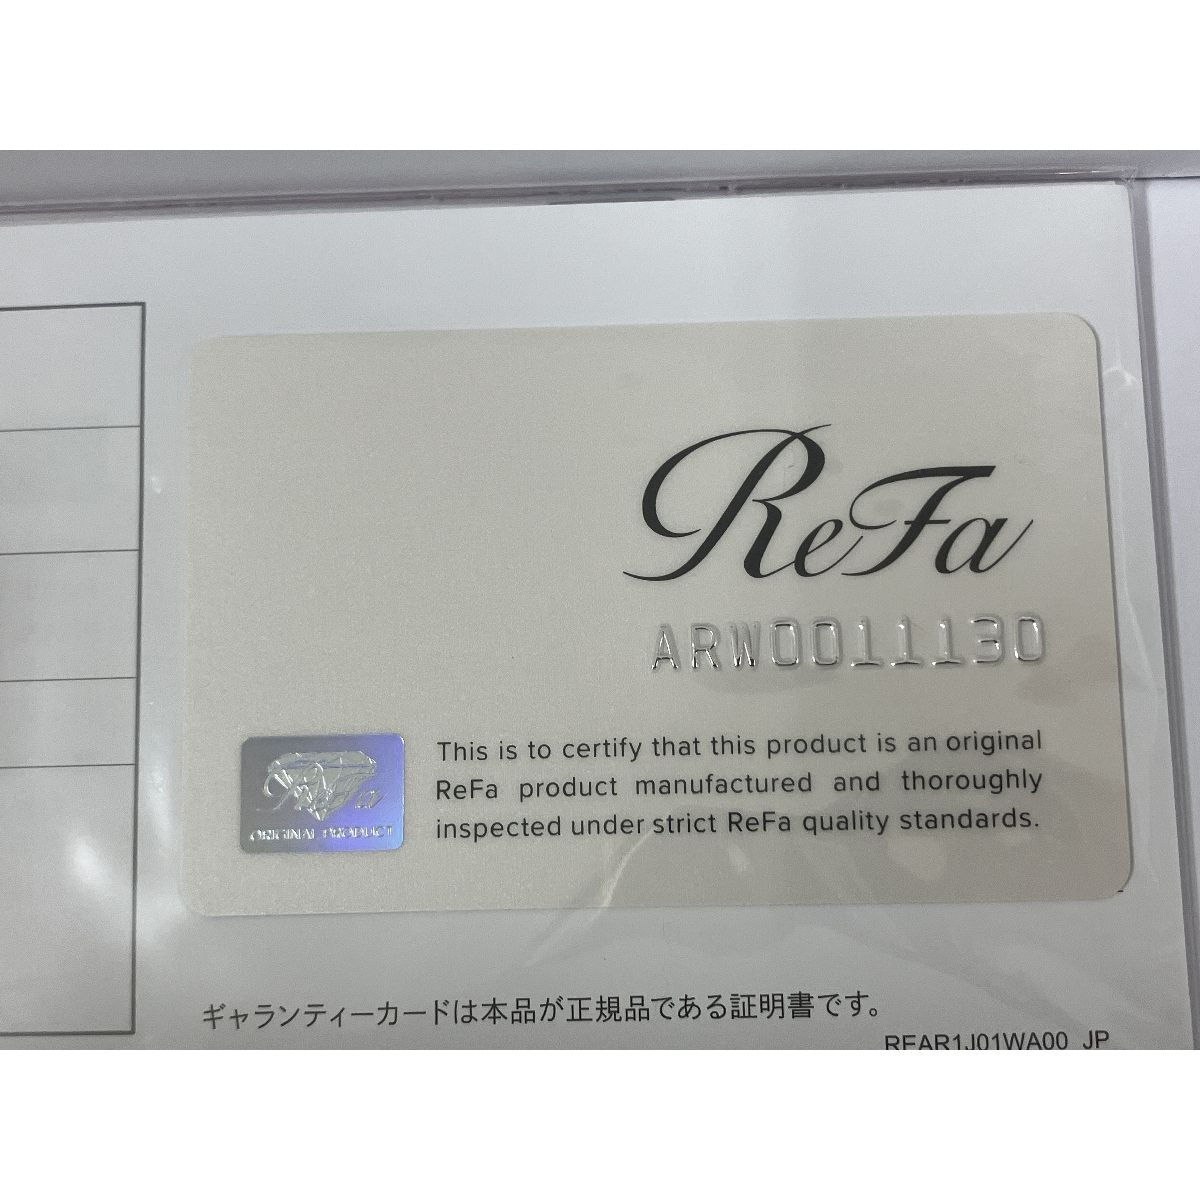 ReFa
ARW0011130
This is to certify that this product is an original
ReFa product manufactured and thoroughly
inspected under strict ReFa quality standards.
ReFa
ORIGINAL PRODUCT
ギャランティーカードは本品が正規品である証明書です。
REAR1J01WA00 JP